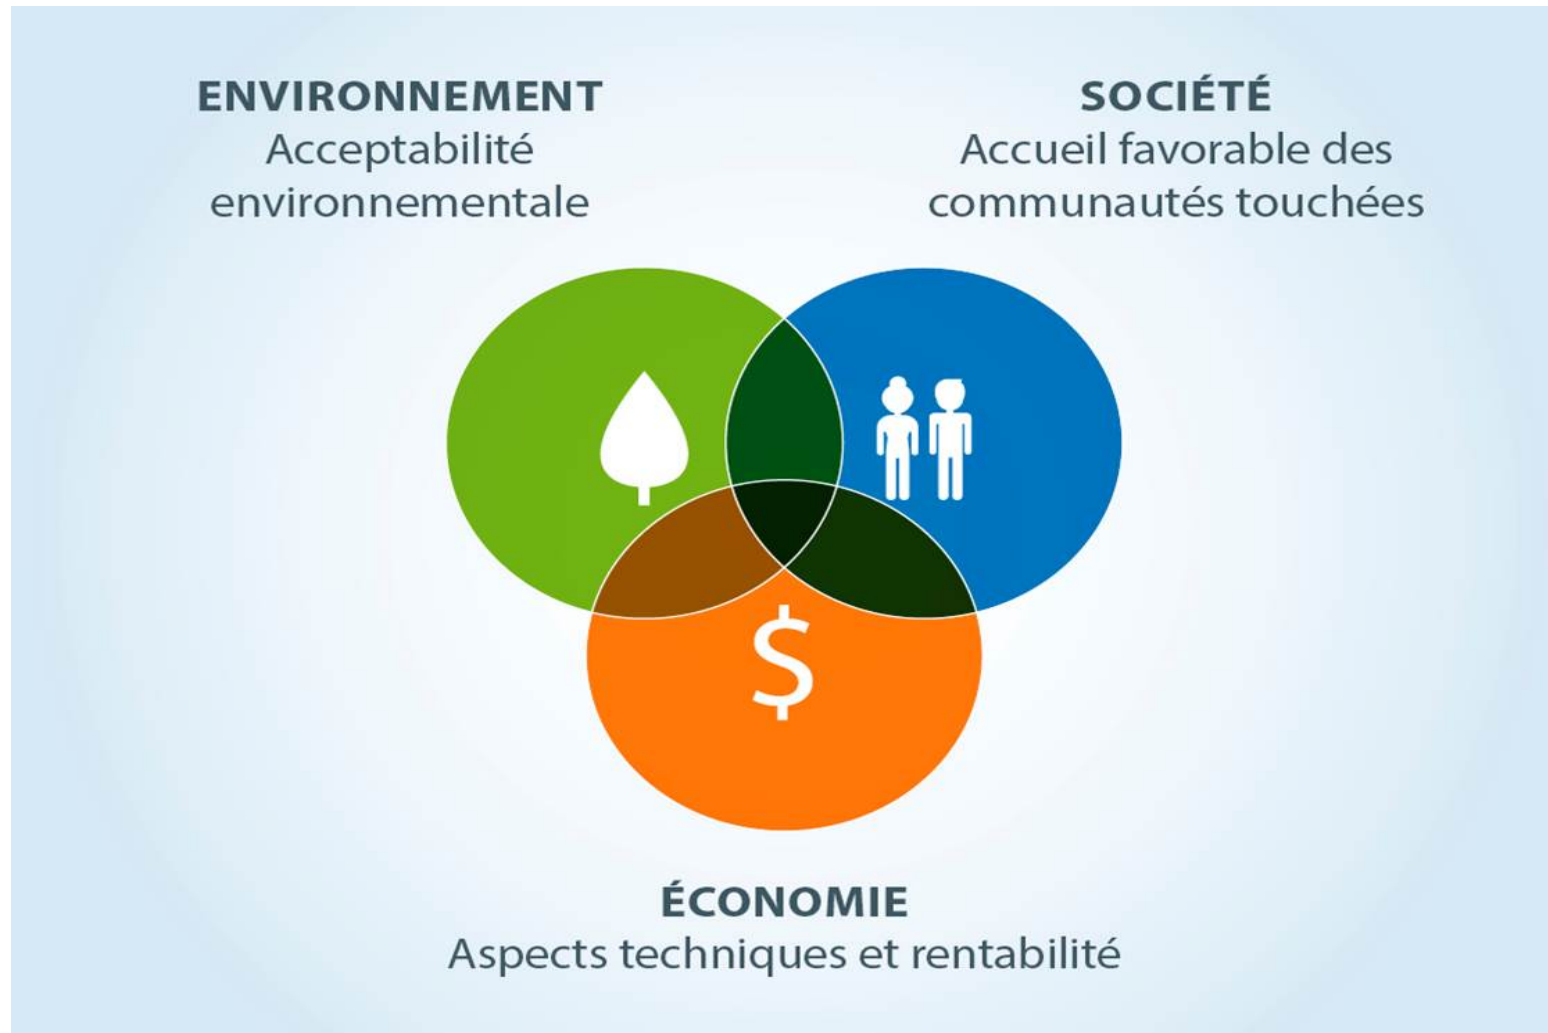 ENVIRONNEMENT
Acceptabilité
environnementale
SOCIÉTÉ
Accueil favorable des
communautés touchées
$
ÉCONOMIE
Aspects techniques et rentabilité